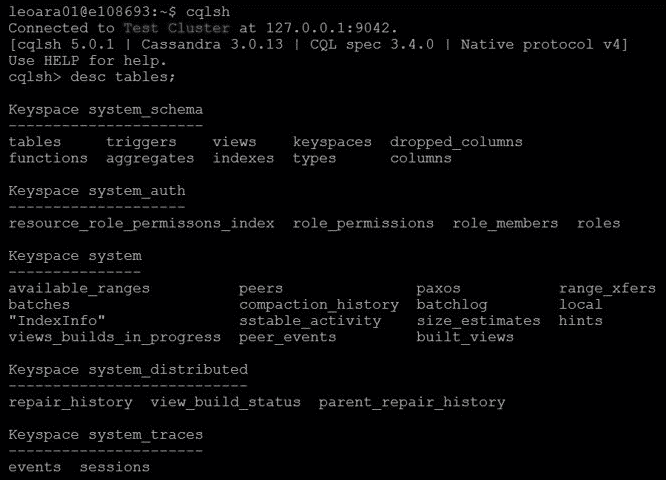 leoara01@e108693:~$ cqlsh
Connected to Test Cluster at 127.0.0.1:9042.
[cqlsh 5.0.1 | Cassandra 3.0.13 | CQL spec 3.4.0 | Native protocol v4]
Use HELP for help.
cqlsh> desc tables;
Keyspace system_schema
----------------------
tables triggers views keyspaces dropped_columns
functions aggregates indexes types columns
Keyspace system_auth
--------------------
resource_role_permissons_index role_permissions role_members roles
Keyspace system
---------------
available_ranges peers paxos range_xfers
batches compaction_history batchlog local
"IndexInfo" sstable_activity size_estimates hints
views_builds_in_progress peer_events built_views
Keyspace system_distributed
---------------------------
repair_history view_build_status parent_repair_history
Keyspace system_traces
----------------------
events sessions